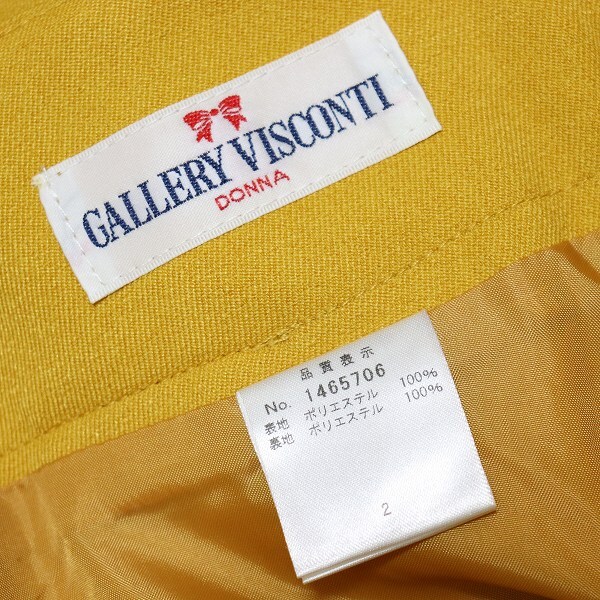 GALLERY VISCONTI
DONNA
品質表示
No. 1465706
表地 ポリエステル 100%
裏地 ポリエステル 100%
2